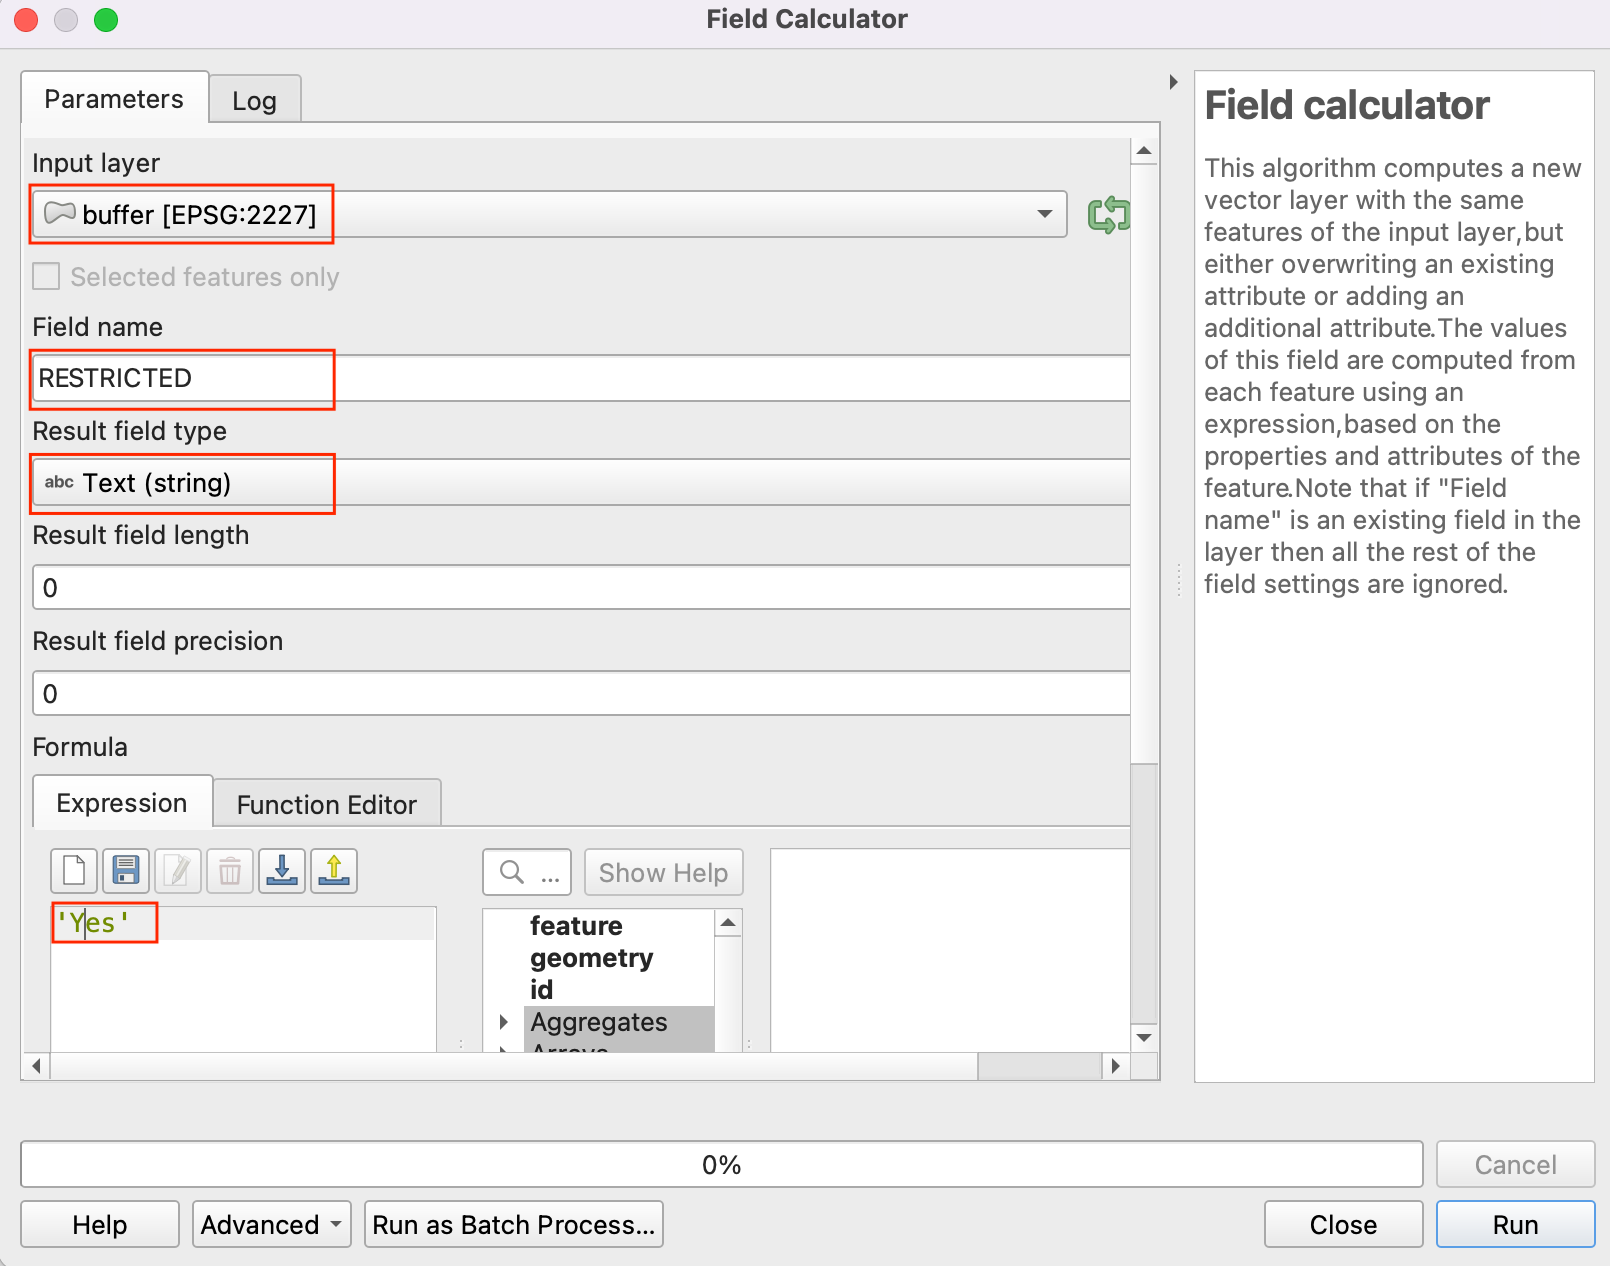 Field Calculator
Parameters
Log
Input layer
buffer [EPSG:2227]
Selected features only
Field name
RESTRICTED
Result field type
abc Text (string)
Result field length
0
Result field precision
0
Formula
Expression
Function Editor
...
Show Help
'Yes'
feature
geometry
id
Aggregates
Arrays
Field calculator
This algorithm computes a new
vector layer with the same
features of the input layer,but
either overwriting an existing
attribute or adding an
additional attribute.The values
of this field are computed from
each feature using an
expression,based on the
properties and attributes of the
feature.Note that if "Field
name" is an existing field in the
layer then all the rest of the
field settings are ignored.
0%
Cancel
Help
Advanced
Run as Batch Process...
Close
Run